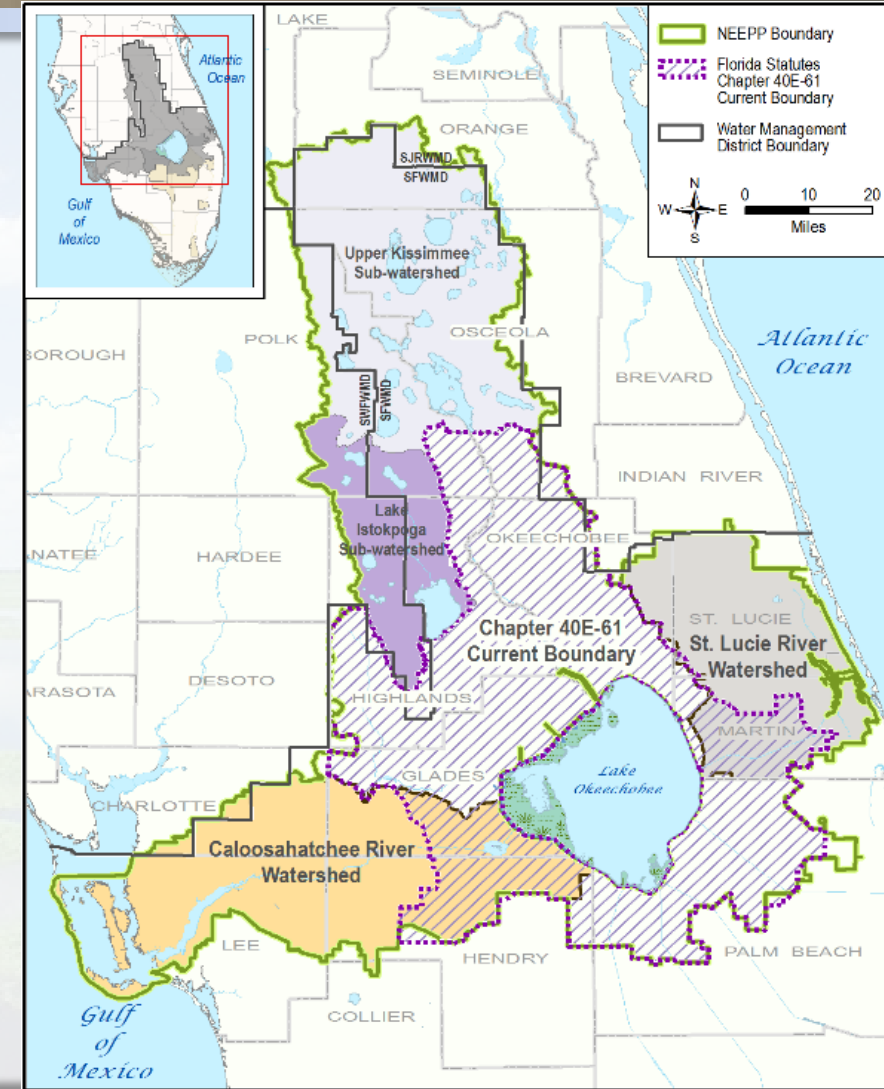 Atlantic
Ocean
Gulf
of
Mexico
NEEPP Boundary
Florida Statutes
Chapter 40E-61
Current Boundary
Water Management
District Boundary
N
W E
S
0 10 20
Miles
LAKE
SEMINOLE
ORANGE
SJRWMD
SFWMD
Upper Kissimmee
Sub-watershed
POLK
OSCEOLA
Atlantic
Ocean
BOROUGH
BREVARD
SWFWMD
SFWMD
INDIAN RIVER
Lake
Istokpoga
Sub-watershed
OKEECHOBEE
NATEE
HARDEE
ST. LUCIE
St. Lucie River
Watershed
Chapter 40E-61
Current Boundary
DESOTO
ARASOTA
HIGHLANDS
MARTIN
GLADES
Lake
Okeechobee
CHARLOTTE
Caloosahatchee River
Watershed
LEE
HENDRY
PALM BEACH
COLLIER
Gulf
of
Mexico